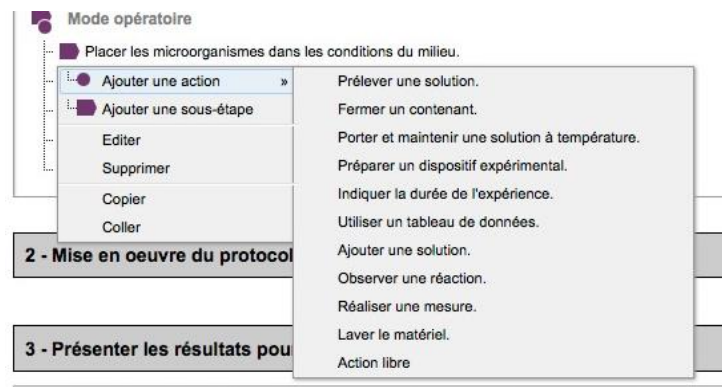 Mode opératoire
Placer les microorganismes dans les conditions du milieu.
Ajouter une action »
Ajouter une sous-étape
Editer
Supprimer
Copier
Coller
Prélever une solution.
Fermer un contenant.
Porter et maintenir une solution à température.
Préparer un dispositif expérimental.
Indiquer la durée de l'expérience.
Utiliser un tableau de données.
Ajouter une solution.
Observer une réaction.
Réaliser une mesure.
Laver le matériel.
Action libre
2 - Mise en oeuvre du protocol
3 - Présenter les résultats pou